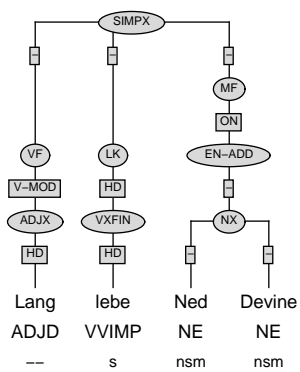 SIMPX
– – –
MF
ON
VF LK EN–ADD
V–MOD HD –
ADJX VXFIN NX
HD HD – –
Lang lebe Ned Devine
ADJD VVIMP NE NE
–– s nsm nsm